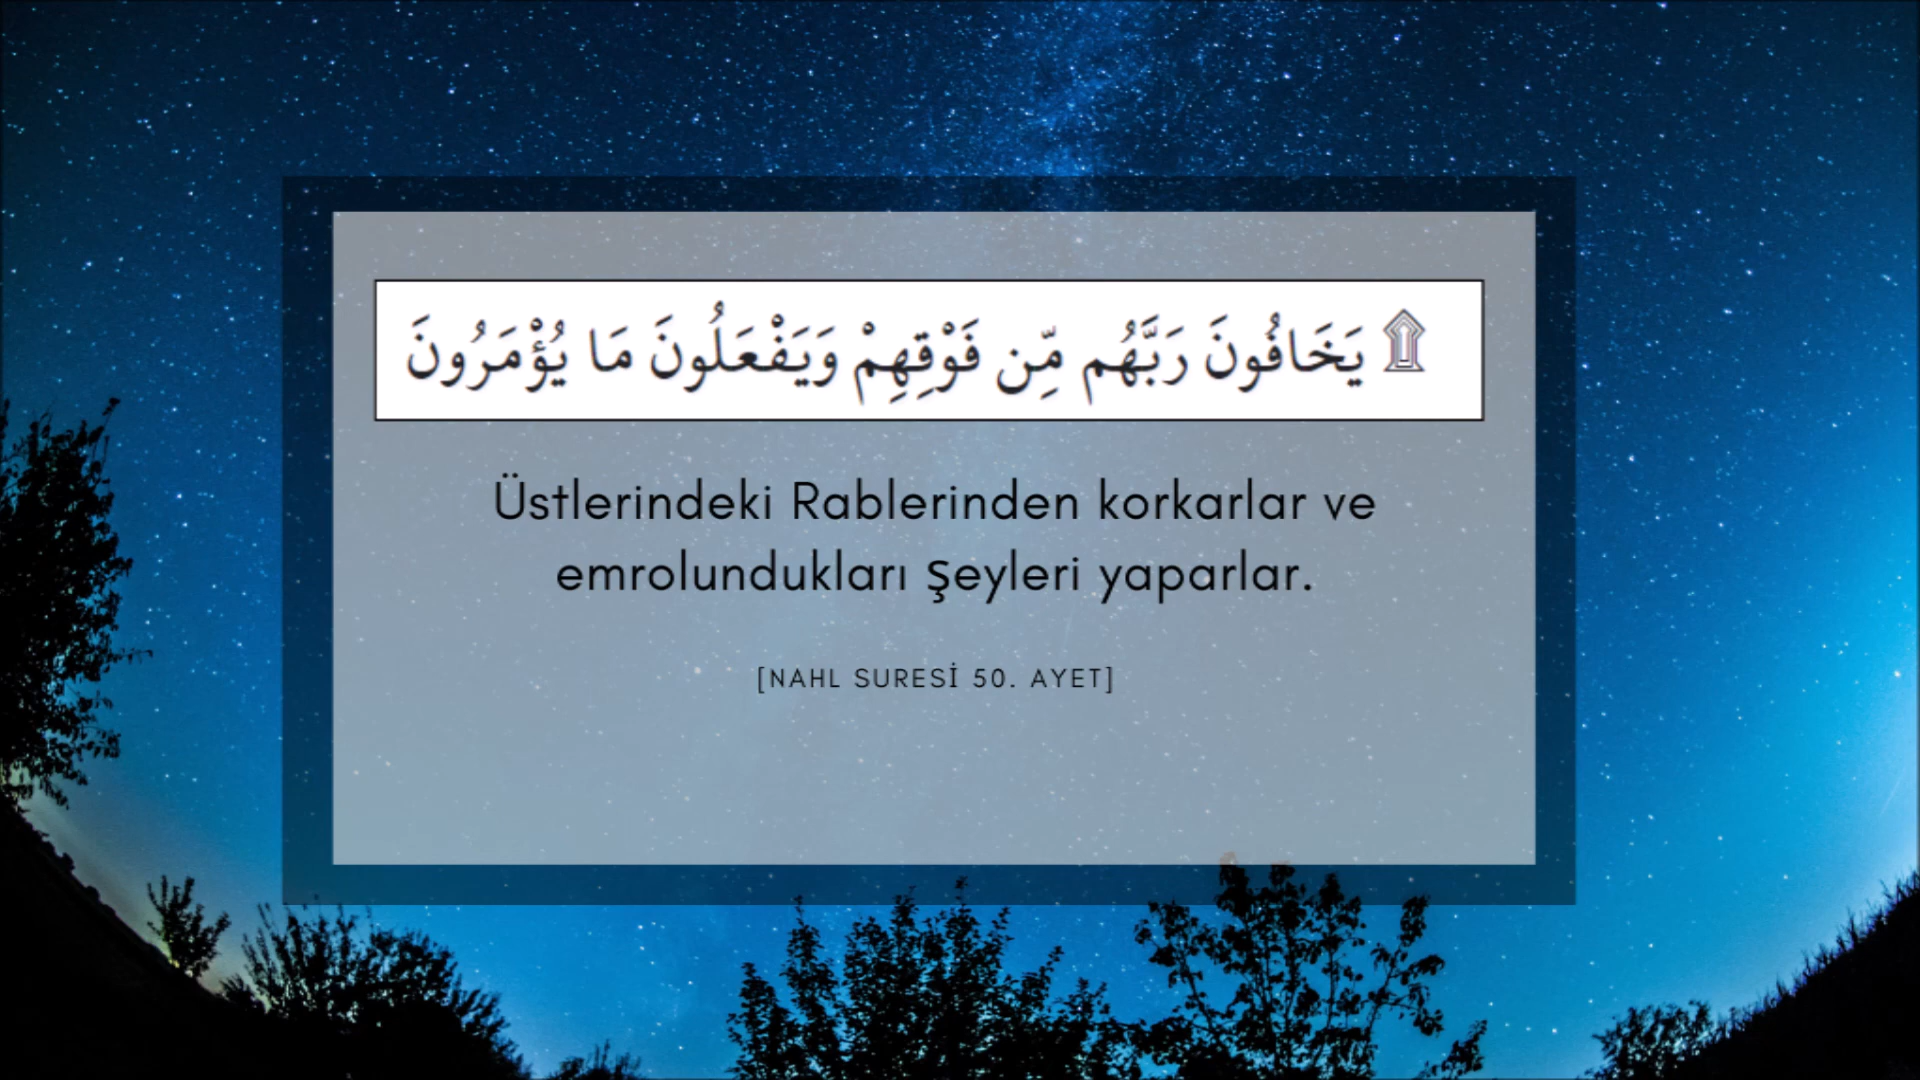 ۩ يَخَافُونَ رَبَّهُم مِّن فَوْقِهِمْ وَيَفْعَلُونَ مَا يُؤْمَرُونَ
Üstlerindeki Rablerinden korkarlar ve
emrolundukları şeyleri yaparlar.
[NAHL SURESİ 50. AYET]